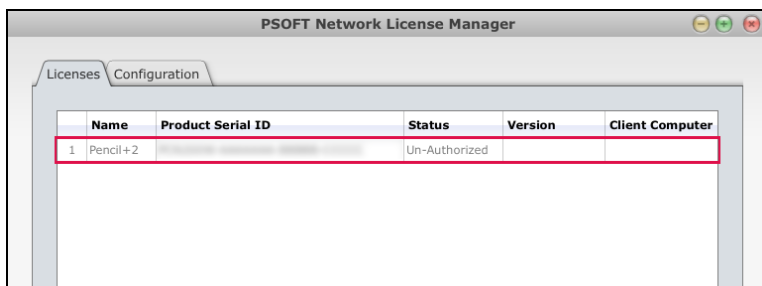 PSOFT Network License Manager
Licenses Configuration
Name Product Serial ID Status Version Client Computer
1 Pencil+2 Un-Authorized